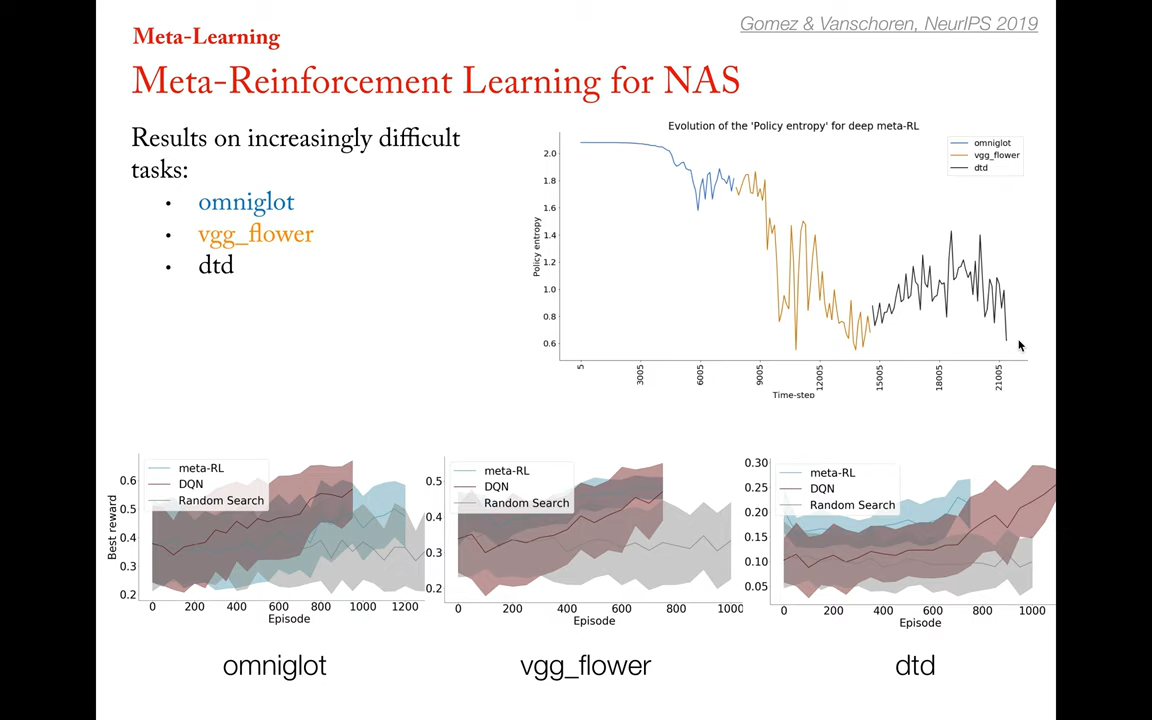 Gomez & Vanschoren, NeurIPS 2019
Meta-Learning
Meta-Reinforcement Learning for NAS
Results on increasingly difficult
tasks:
• omniglot
• vgg_flower
• dtd
Evolution of the 'Policy entropy' for deep meta-RL
omniglot
vgg_flower
dtd
Policy entropy
2.0
1.8
1.6
1.4
1.2
1.0
0.8
0.6
5
3005
6005
9005
12005
15005
18005
21005
Time-step
meta-RL
DQN
Random Search
Best reward
0.6
0.5
0.4
0.3
0.2
0 200 400 600 800 1000 1200
Episode
omniglot
meta-RL
DQN
Random Search
0.5
0.4
0.3
0.2
0 200 400 600 800 1000
Episode
vgg_flower
meta-RL
DQN
Random Search
0.30
0.25
0.20
0.15
0.10
0.05
0 200 400 600 800 1000
Episode
dtd